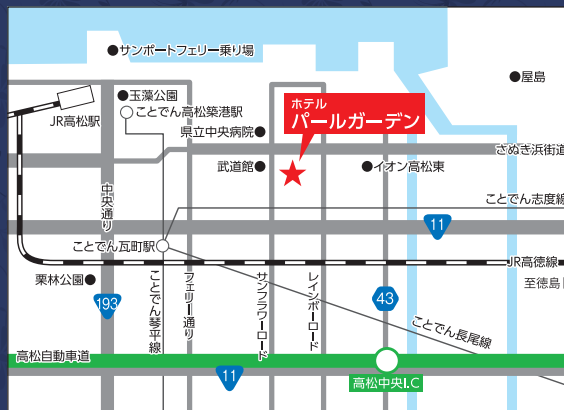 サンポートフェリー乗り場
屋島
玉藻公園
ことでん高松築港駅
JR高松駅
ホテル
パールガーデン
県立中央病院
さぬき浜街道
武道館
イオン高松東
中央通り
ことでん志度線
11
ことでん瓦町駅
JR高徳線
至徳島
栗林公園
193
ことでん琴平線
フェリー通り
サンフラワーロード
レインボーロード
43
ことでん長尾線
高松自動車道
11
高松中央I.C